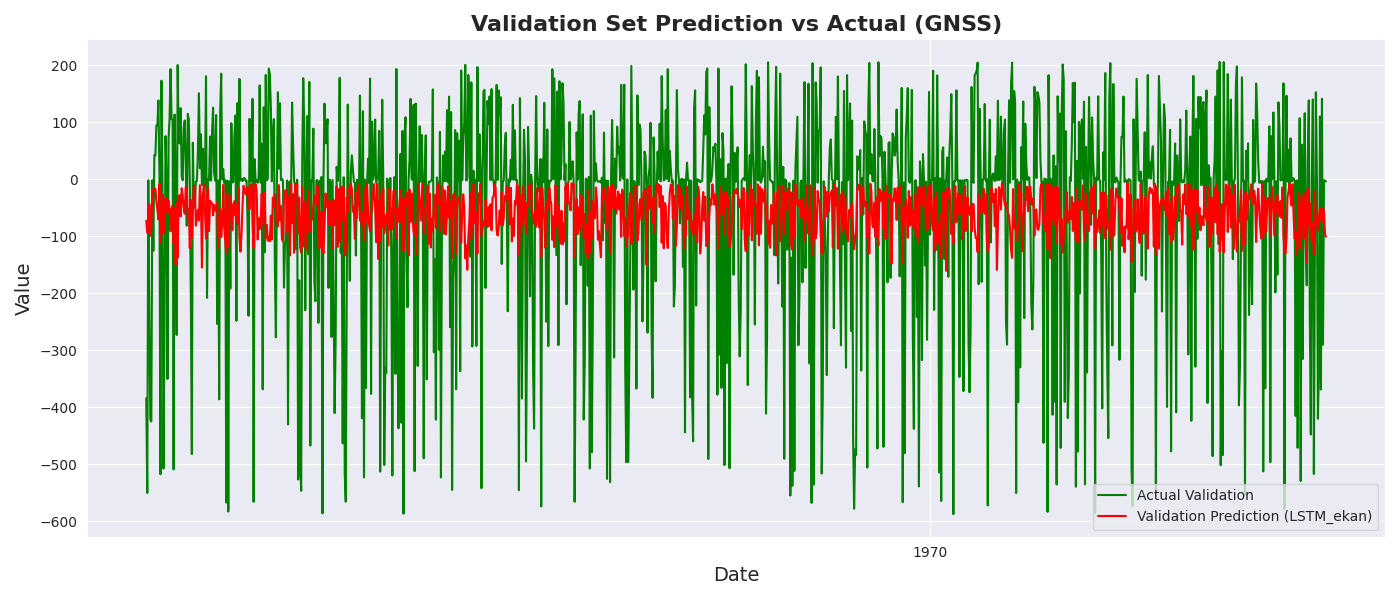 Validation Set Prediction vs Actual (GNSS)
200
100
0
−100
−200
−300
−400
−500
−600
Value
1970
Date
Actual Validation
Validation Prediction (LSTM_ekan)